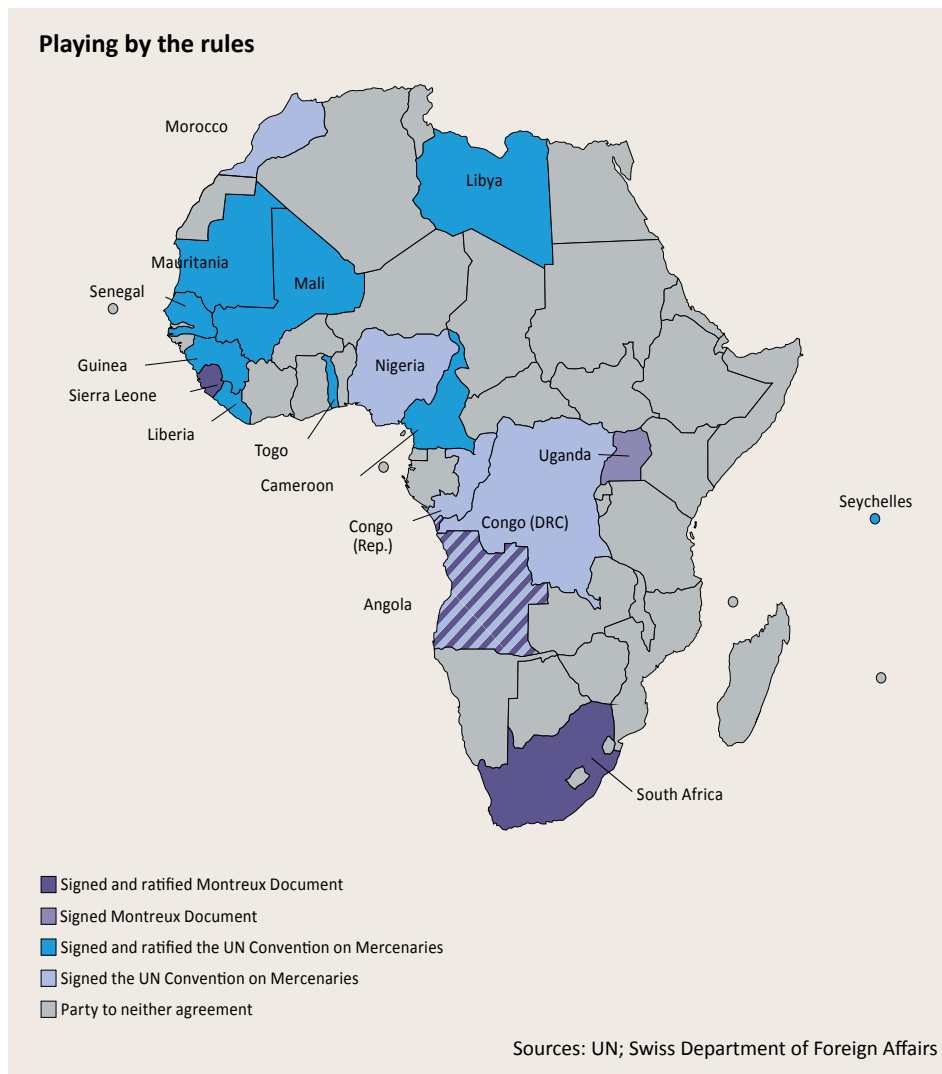 Playing by the rules
Morocco
Libya
Mauritania
Mali
Senegal
Guinea
Nigeria
Sierra Leone
Liberia
Togo
Uganda
Cameroon
Seychelles
Congo
(Rep.)
Congo (DRC)
Angola
South Africa
Signed and ratified Montreux Document
Signed Montreux Document
Signed and ratified the UN Convention on Mercenaries
Signed the UN Convention on Mercenaries
Party to neither agreement
Sources: UN; Swiss Department of Foreign Affairs